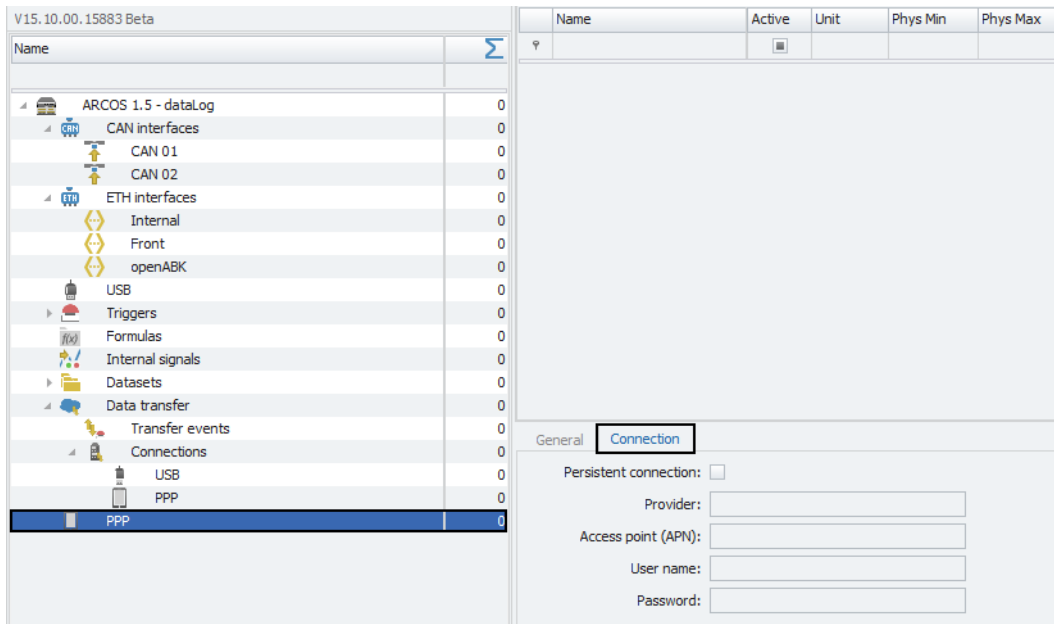 V15.10.00.15883 Beta
Name Σ
ARCOS 1.5 - dataLog 0
CAN CAN interfaces 0
CAN 01 0
CAN 02 0
ETH ETH interfaces 0
Internal 0
Front 0
openABK 0
USB 0
Triggers 0
f(x) Formulas 0
Internal signals 0
Datasets 0
Data transfer 0
Transfer events 0
Connections 0
USB 0
PPP 0
PPP 0
Name Active Unit Phys Min Phys Max
General Connection
Persistent connection:
Provider:
Access point (APN):
User name:
Password: